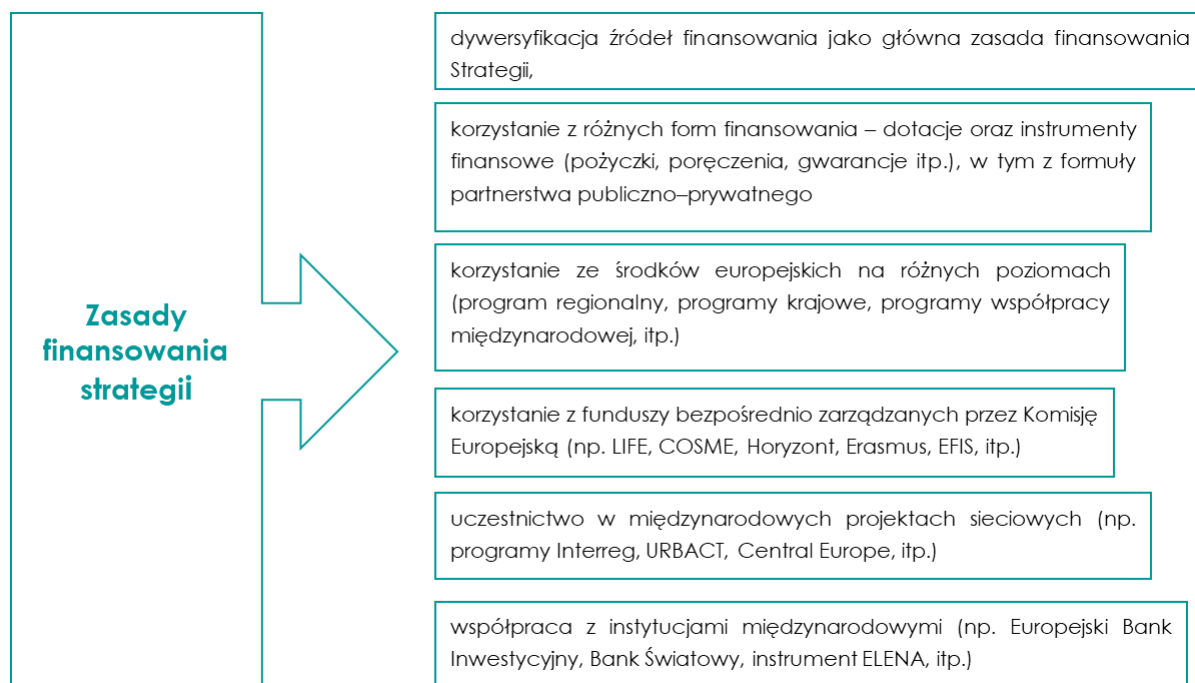 Zasady
finansowania
strategii
dywersyfikacja źródeł finansowania jako główna zasada finansowania
Strategii,
korzystanie z różnych form finansowania – dotacje oraz instrumenty
finansowe (pożyczki, poręczenia, gwarancje itp.), w tym z formuły
partnerstwa publiczno–prywatnego
korzystanie ze środków europejskich na różnych poziomach
(program regionalny, programy krajowe, programy współpracy
międzynarodowej, itp.)
korzystanie z funduszy bezpośrednio zarządzanych przez Komisję
Europejską (np. LIFE, COSME, Horyzont, Erasmus, EFIS, itp.)
uczestnictwo w międzynarodowych projektach sieciowych (np.
programy Interreg, URBACT, Central Europe, itp.)
współpraca z instytucjami międzynarodowymi (np. Europejski Bank
Inwestycyjny, Bank Światowy, instrument ELENA, itp.)